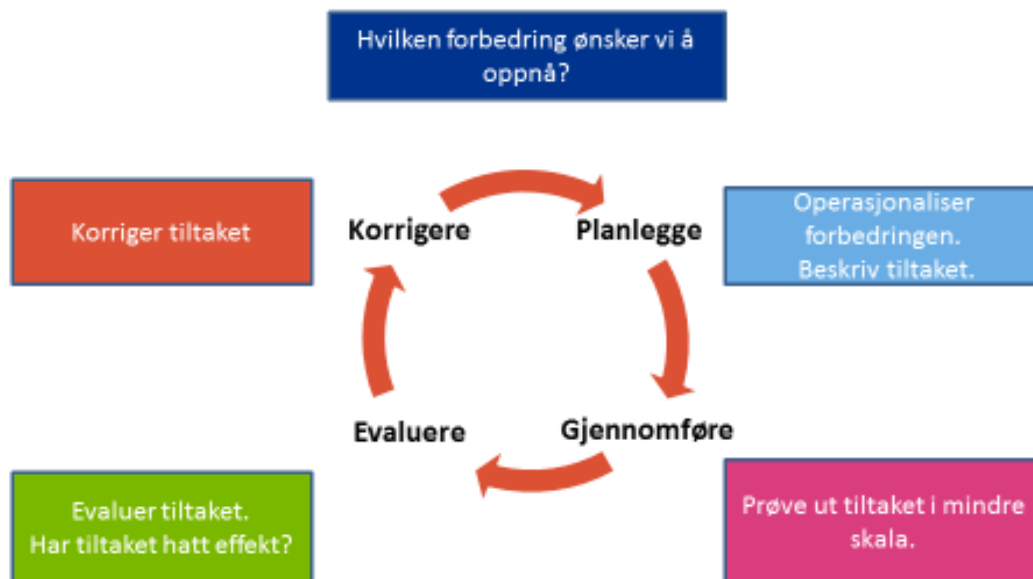 Hvilken forbedring ønsker vi å
oppnå?
Korriger tiltaket
Korrigere
Planlegge
Operasjonaliser
forbedringen.
Beskriv tiltaket.
Evaluere
Gjennomføre
Evaluer tiltaket.
Har tiltaket hatt effekt?
Prøve ut tiltaket i mindre
skala.